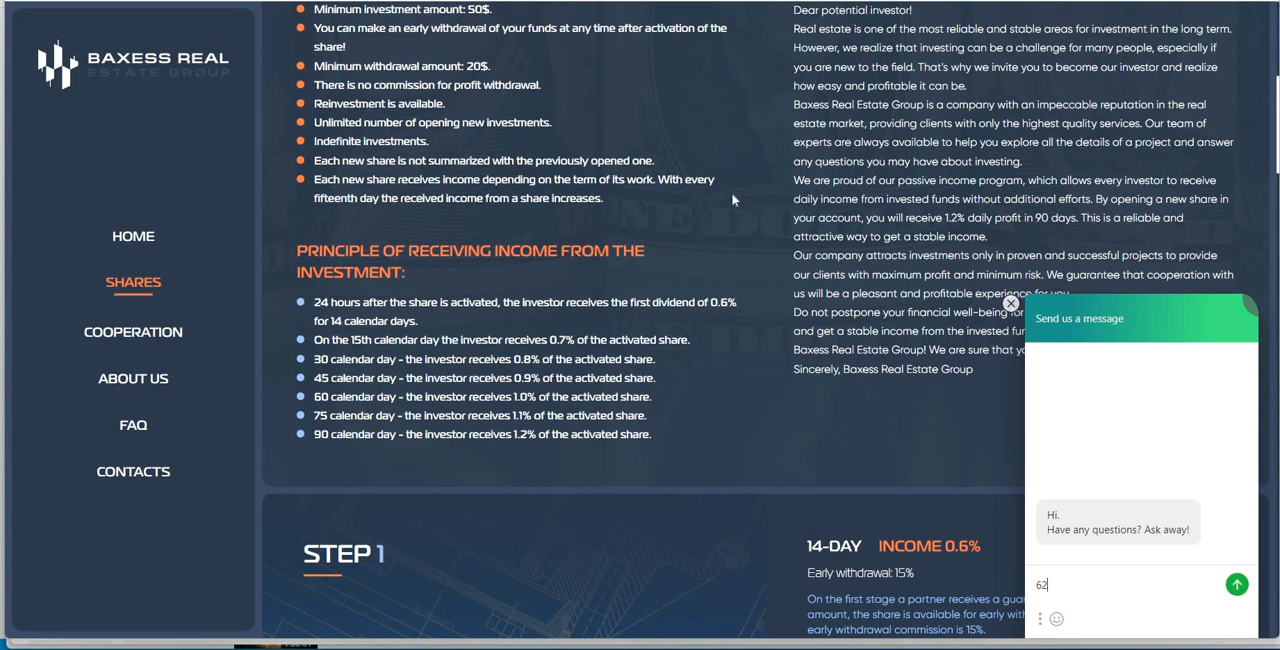 BAXESS REAL
ESTATE GROUP
HOME
SHARES
COOPERATION
ABOUT US
FAQ
CONTACTS
Minimum investment amount: 50$.
You can make an early withdrawal of your funds at any time after activation of the
share!
Minimum withdrawal amount: 20$.
There is no commission for profit withdrawal.
Reinvestment is available.
Unlimited number of opening new investments.
Indefinite investments.
Each new share is not summarized with the previously opened one.
Each new share receives income depending on the term of its work. With every
fifteenth day the received income from a share increases.
PRINCIPLE OF RECEIVING INCOME FROM THE
INVESTMENT:
24 hours after the share is activated, the investor receives the first dividend of 0.6%
for 14 calendar days.
On the 15th calendar day the investor receives 0.7% of the activated share.
30 calendar day - the investor receives 0.8% of the activated share.
45 calendar day - the investor receives 0.9% of the activated share.
60 calendar day - the investor receives 1.0% of the activated share.
75 calendar day - the investor receives 1.1% of the activated share.
90 calendar day - the investor receives 1.2% of the activated share.
Dear potential investor!
Real estate is one of the most reliable and stable areas for investment in the long term.
However, we realize that investing can be a challenge for many people, especially if
you are new to the field. That's why we invite you to become our investor and realize
how easy and profitable it can be.
Baxess Real Estate Group is a company with an impeccable reputation in the real
estate market, providing clients with only the highest quality services. Our team of
experts are always available to help you explore all the details of a project and answer
any questions you may have about investing.
We are proud of our passive income program, which allows every investor to receive
daily income from invested funds without additional efforts. By opening a new share in
your account, you will receive 1.2% daily profit in 90 days. This is a reliable and
attractive way to get a stable income.
Our company attracts investments only in proven and successful projects to provide
our clients with maximum profit and minimum risk. We guarantee that cooperation with
us will be a pleasant and profitable experience for you
Do not postpone your financial well-being for
and get a stable income from the invested
Baxess Real Estate Group! We are sure that
Sincerely, Baxess Real Estate Group
STEP 1
14-DAY INCOME 0.6%
Early withdrawal: 15%
On the first stage a partner receives a
amount, the share is available for early
early withdrawal commission is 15%.
Send us a message
Hi.
Have any questions? Ask away!
62